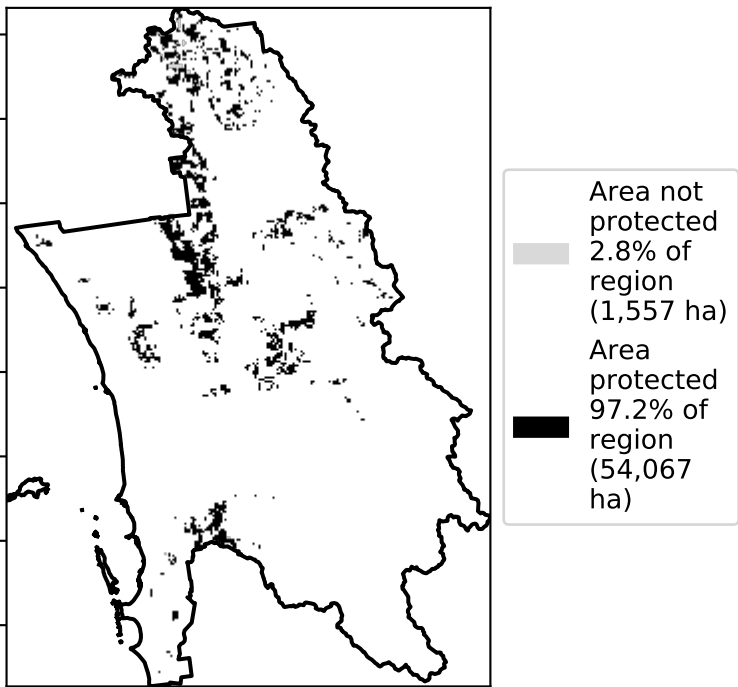 Area not
protected
2.8% of
region
(1,557 ha)
Area
protected
97.2% of
region
(54,067
ha)